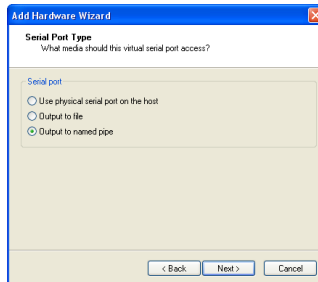 Add Hardware Wizard
Serial Port Type
What media should this virtual serial port access?
Serial port
Use physical serial port on the host
Output to file
Output to named pipe
< Back
Next >
Cancel